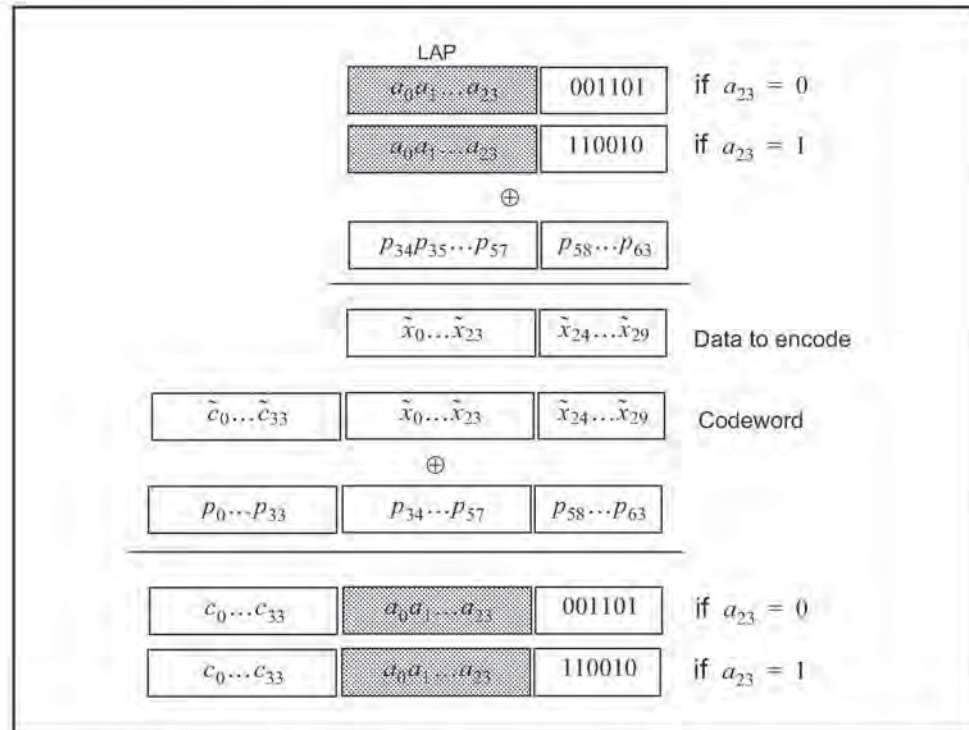 LAP
a₀a₁…a₂₃ 001101 if a₂₃ = 0
a₀a₁…a₂₃ 110010 if a₂₃ = 1
⊕
p₃₄p₃₅…p₅₇ p₅₈…p₆₃
x̃₀…x̃₂₃ x̃₂₄…x̃₂₉ Data to encode
c̃₀…c̃₃₃ x̃₀…x̃₂₃ x̃₂₄…x̃₂₉ Codeword
⊕
p₀…p₃₃ p₃₄…p₅₇ p₅₈…p₆₃
c₀…c₃₃ a₀a₁…a₂₃ 001101 if a₂₃ = 0
c₀…c₃₃ a₀a₁…a₂₃ 110010 if a₂₃ = 1